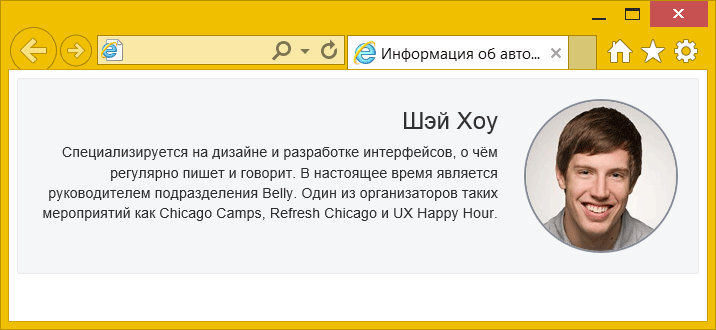 Информация об авто...
Шэй Хоу
Специализируется на дизайне и разработке интерфейсов, о чём
регулярно пишет и говорит. В настоящее время является
руководителем подразделения Belly. Один из организаторов таких
мероприятий как Chicago Camps, Refresh Chicago и UX Happy Hour.